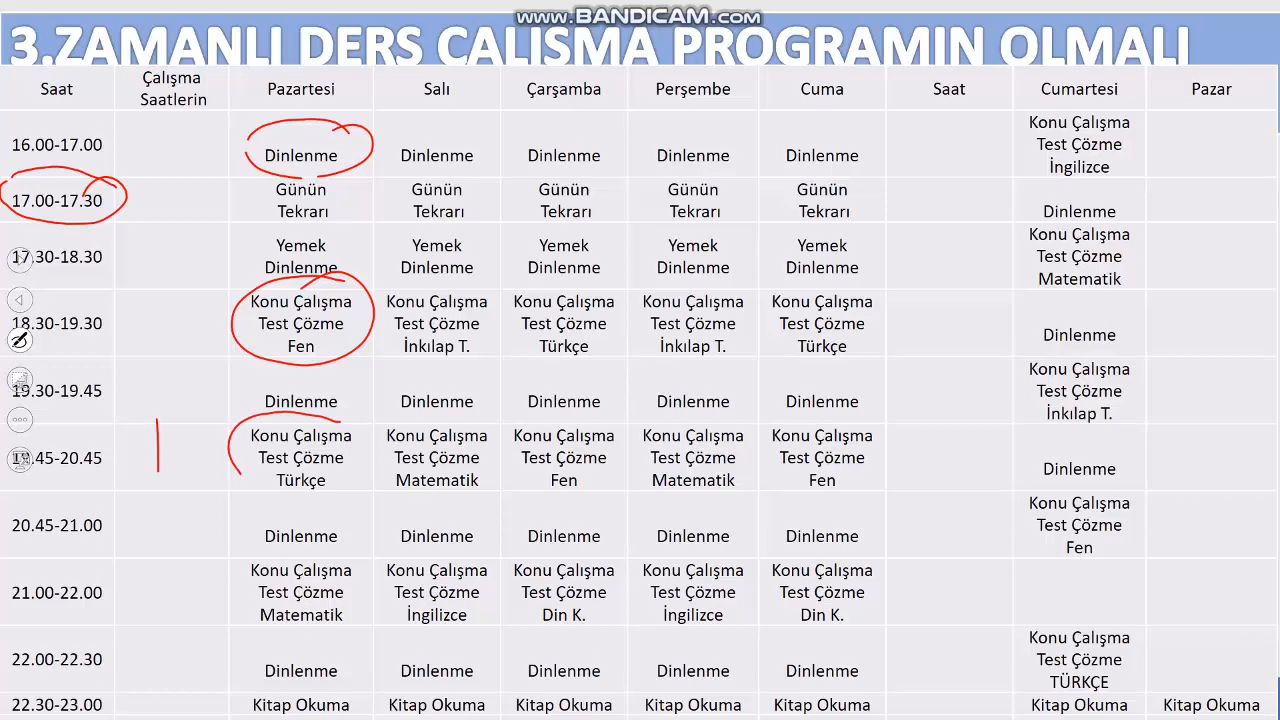 www.BANDICAM.com
3.ZAMANLI DERS ÇALIŞMA PROGRAMIN OLMALI
Saat Çalışma Saatlerin Pazartesi Salı Çarşamba Perşembe Cuma Saat Cumartesi Pazar
16.00-17.00 Dinlenme Dinlenme Dinlenme Dinlenme Dinlenme Konu Çalışma Test Çözme İngilizce
17.00-17.30 Günün Tekrarı Günün Tekrarı Günün Tekrarı Günün Tekrarı Günün Tekrarı Dinlenme
17.30-18.30 Yemek Dinlenme Yemek Dinlenme Yemek Dinlenme Yemek Dinlenme Yemek Dinlenme Konu Çalışma Test Çözme Matematik
18.30-19.30 Konu Çalışma Test Çözme Fen Konu Çalışma Test Çözme İnkılap T. Konu Çalışma Test Çözme Türkçe Konu Çalışma Test Çözme İnkılap T. Konu Çalışma Test Çözme Türkçe Dinlenme
19.30-19.45 Dinlenme Dinlenme Dinlenme Dinlenme Dinlenme Konu Çalışma Test Çözme İnkılap T.
19.45-20.45 Konu Çalışma Test Çözme Türkçe Konu Çalışma Test Çözme Matematik Konu Çalışma Test Çözme Fen Konu Çalışma Test Çözme Matematik Konu Çalışma Test Çözme Fen Dinlenme
20.45-21.00 Dinlenme Dinlenme Dinlenme Dinlenme Dinlenme Konu Çalışma Test Çözme Fen
21.00-22.00 Konu Çalışma Test Çözme Matematik Konu Çalışma Test Çözme İngilizce Konu Çalışma Test Çözme Din K. Konu Çalışma Test Çözme İngilizce Konu Çalışma Test Çözme Din K.
22.00-22.30 Dinlenme Dinlenme Dinlenme Dinlenme Dinlenme Konu Çalışma Test Çözme TÜRKÇE
22.30-23.00 Kitap Okuma Kitap Okuma Kitap Okuma Kitap Okuma Kitap Okuma Kitap Okuma Kitap Okuma